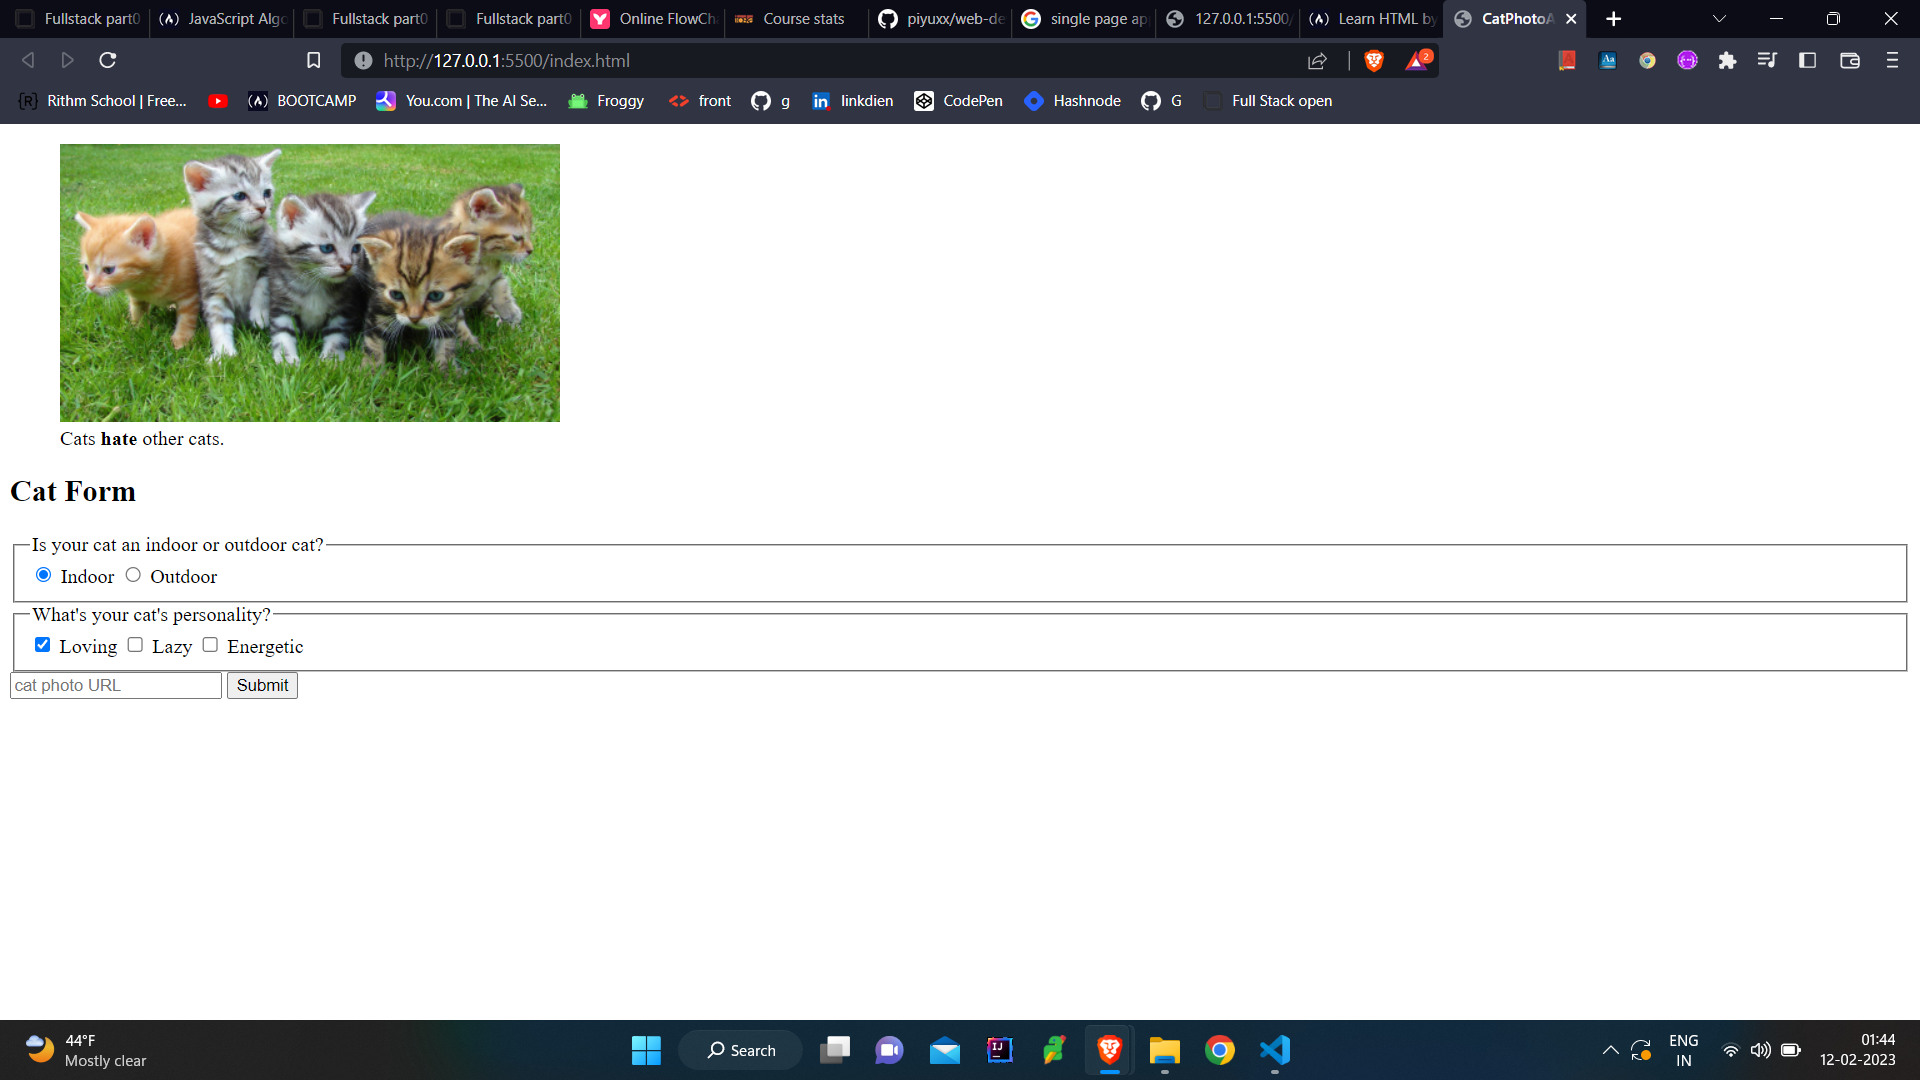 Fullstack part0
JavaScript Algo
Fullstack part0
Fullstack part0
Online FlowCha
Course stats
piyuxx/web-de
single page ap
127.0.0.1:5500/
Learn HTML by
CatPhotoA
http://127.0.0.1:5500/index.html
2
Rithm School | Free...
BOOTCAMP
You.com | The AI Se...
Froggy
front
g
linkdien
CodePen
Hashnode
G
Full Stack open
Cats hate other cats.
Cat Form
Is your cat an indoor or outdoor cat?
Indoor Outdoor
What's your cat's personality?
Loving Lazy Energetic
cat photo URL Submit
44°F
Mostly clear
Search
ENG
IN
01:44
12-02-2023